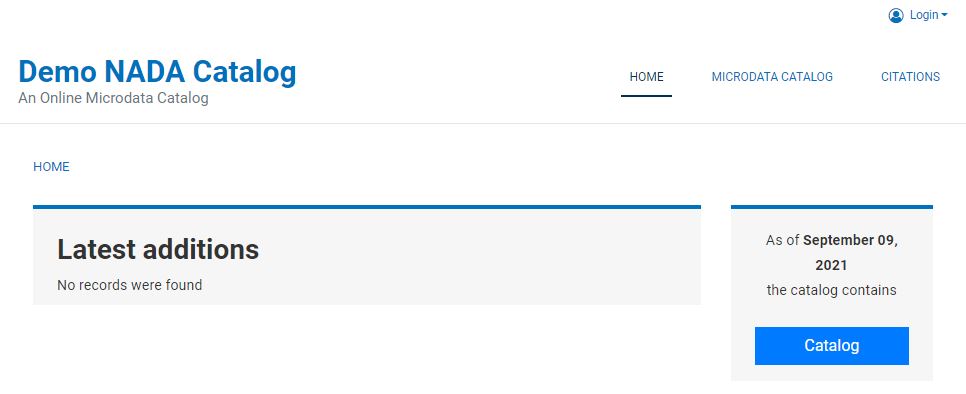 Login
Demo NADA Catalog
An Online Microdata Catalog
HOME
MICRODATA CATALOG
CITATIONS
HOME
Latest additions
No records were found
As of September 09,
2021
the catalog contains
Catalog